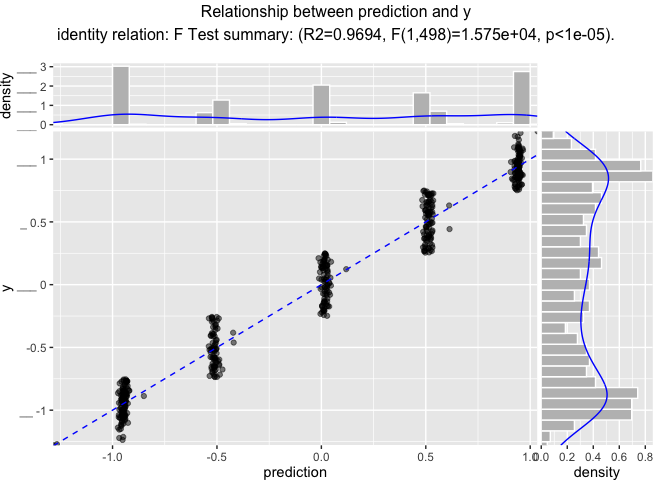 Relationship between prediction and y
identity relation: F Test summary: (R2=0.9694, F(1,498)=1.575e+04, p<1e-05).
density
3
2
1
0
y
1
0.5
0
-0.5
-1
-1.0 -0.5 0.0 0.5 1.0
prediction
0.0 0.2 0.4 0.6 0.8
density